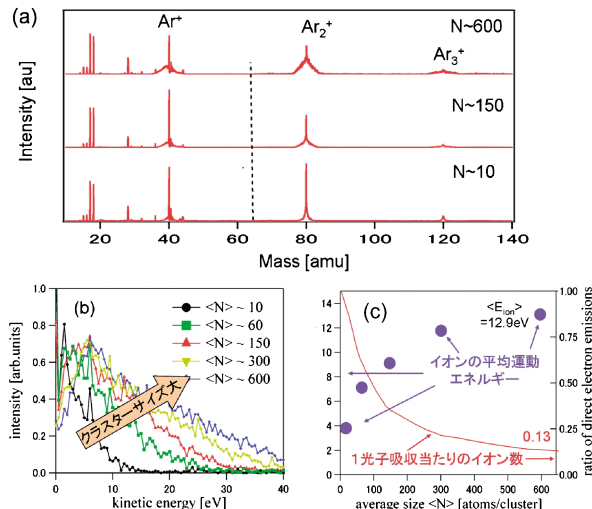 (a)
Ar+
Ar2+
Ar3+
N~600
N~150
N~10
Intensity [au]
20 40 60 80 100 120 140
Mass [amu]
(b)
<N> ~ 10
<N> ~ 60
<N> ~ 150
<N> ~ 300
<N> ~ 600
クラスターサイズ大
intensity [arb.units]
1.0
0.8
0.6
0.4
0.2
0.0
0 10 20 30 40
kinetic energy [eV]
(c)
<Eion>
=12.9eV
イオンの平均運動
エネルギー
0.13
1光子吸収当たりのイオン数
14
12
10
8
6
4
2
0
0 100 200 300 400 500 600
average size <N> [atoms/cluster]
1.00
0.75
0.50
0.25
0.00
ratio of direct electron emissions